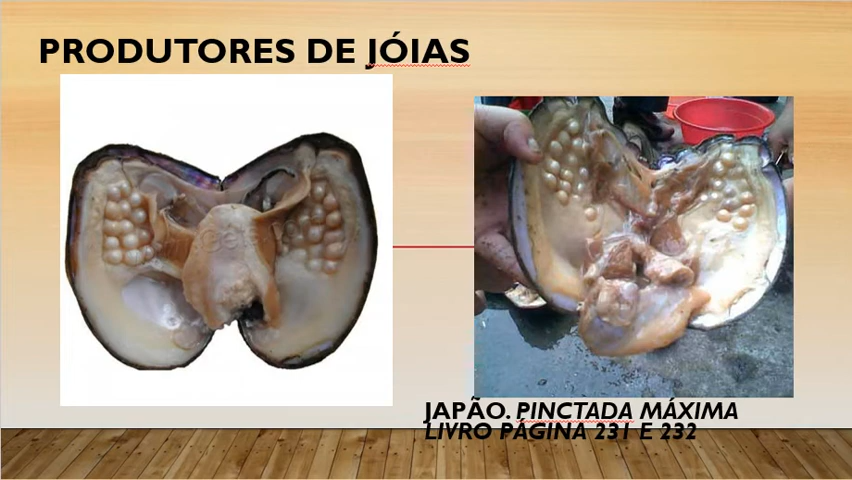 PRODUTORES DE JÓIAS
JAPÃO. PINCTADA MÁXIMA
LIVRO PÁGINA 231 E 232